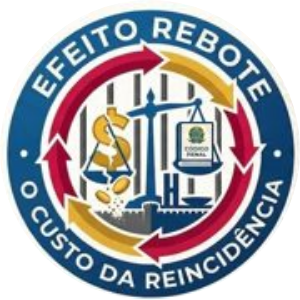 EFEITO REBOTE
$
CÓDIGO
PENAL
• O CUSTO DA REINCIDÊNCIA •